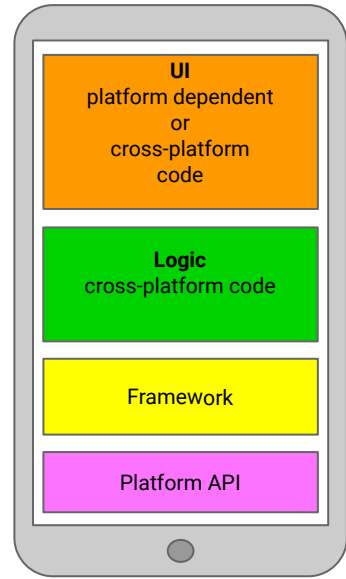 UI
platform dependent
or
cross-platform
code
Logic
cross-platform code
Framework
Platform API